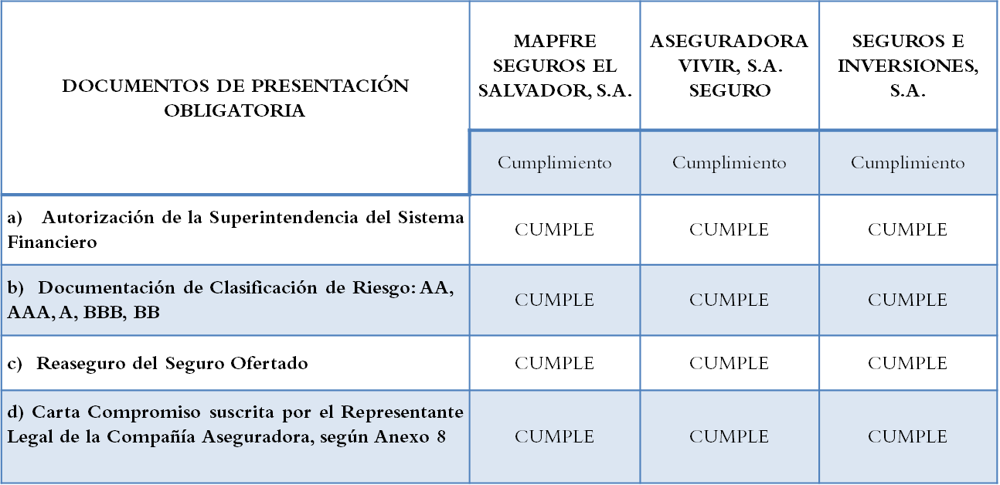 DOCUMENTOS DE PRESENTACIÓN
OBLIGATORIA
MAPFRE
SEGUROS EL
SALVADOR, S.A.
ASEGURADORA
VIVIR, S.A.
SEGURO
SEGUROS E
INVERSIONES,
S.A.
Cumplimiento
Cumplimiento
Cumplimiento
a) Autorización de la Superintendencia del Sistema
Financiero
CUMPLE
CUMPLE
CUMPLE
b) Documentación de Clasificación de Riesgo: AA,
AAA, A, BBB, BB
CUMPLE
CUMPLE
CUMPLE
c) Reaseguro del Seguro Ofertado
CUMPLE
CUMPLE
CUMPLE
d) Carta Compromiso suscrita por el Representante
Legal de la Compañía Aseguradora, según Anexo 8
CUMPLE
CUMPLE
CUMPLE